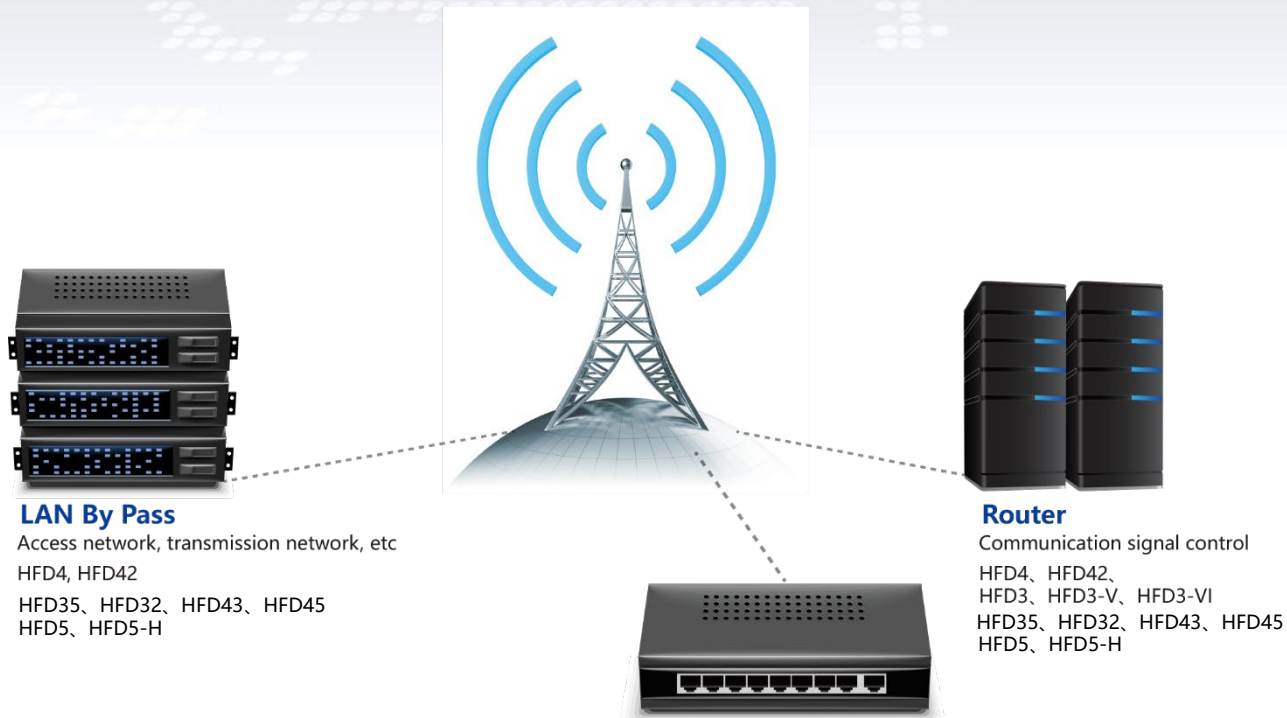 LAN By Pass
Access network, transmission network, etc
HFD4, HFD42
HFD35、HFD32、HFD43、HFD45
HFD5、HFD5-H
Router
Communication signal control
HFD4、HFD42、
HFD3、HFD3-V、HFD3-VI
HFD35、HFD32、HFD43、HFD45
HFD5、HFD5-H